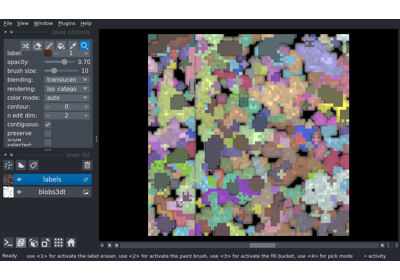 File View Window Plugins Help
layer controls
label: 1
opacity: 0.70
brush size: 10
blending: translucen
rendering: iso_catego
color mode: auto
contour: 0
n edit dim: 2
contiguous:
preserve
show
selected:
layer list
labels
blobs3dt
Ready use <1> for activate the label eraser, use <2> for activate the paint brush, use <3> for activate the fill bucket, use <4> for pick mode activity